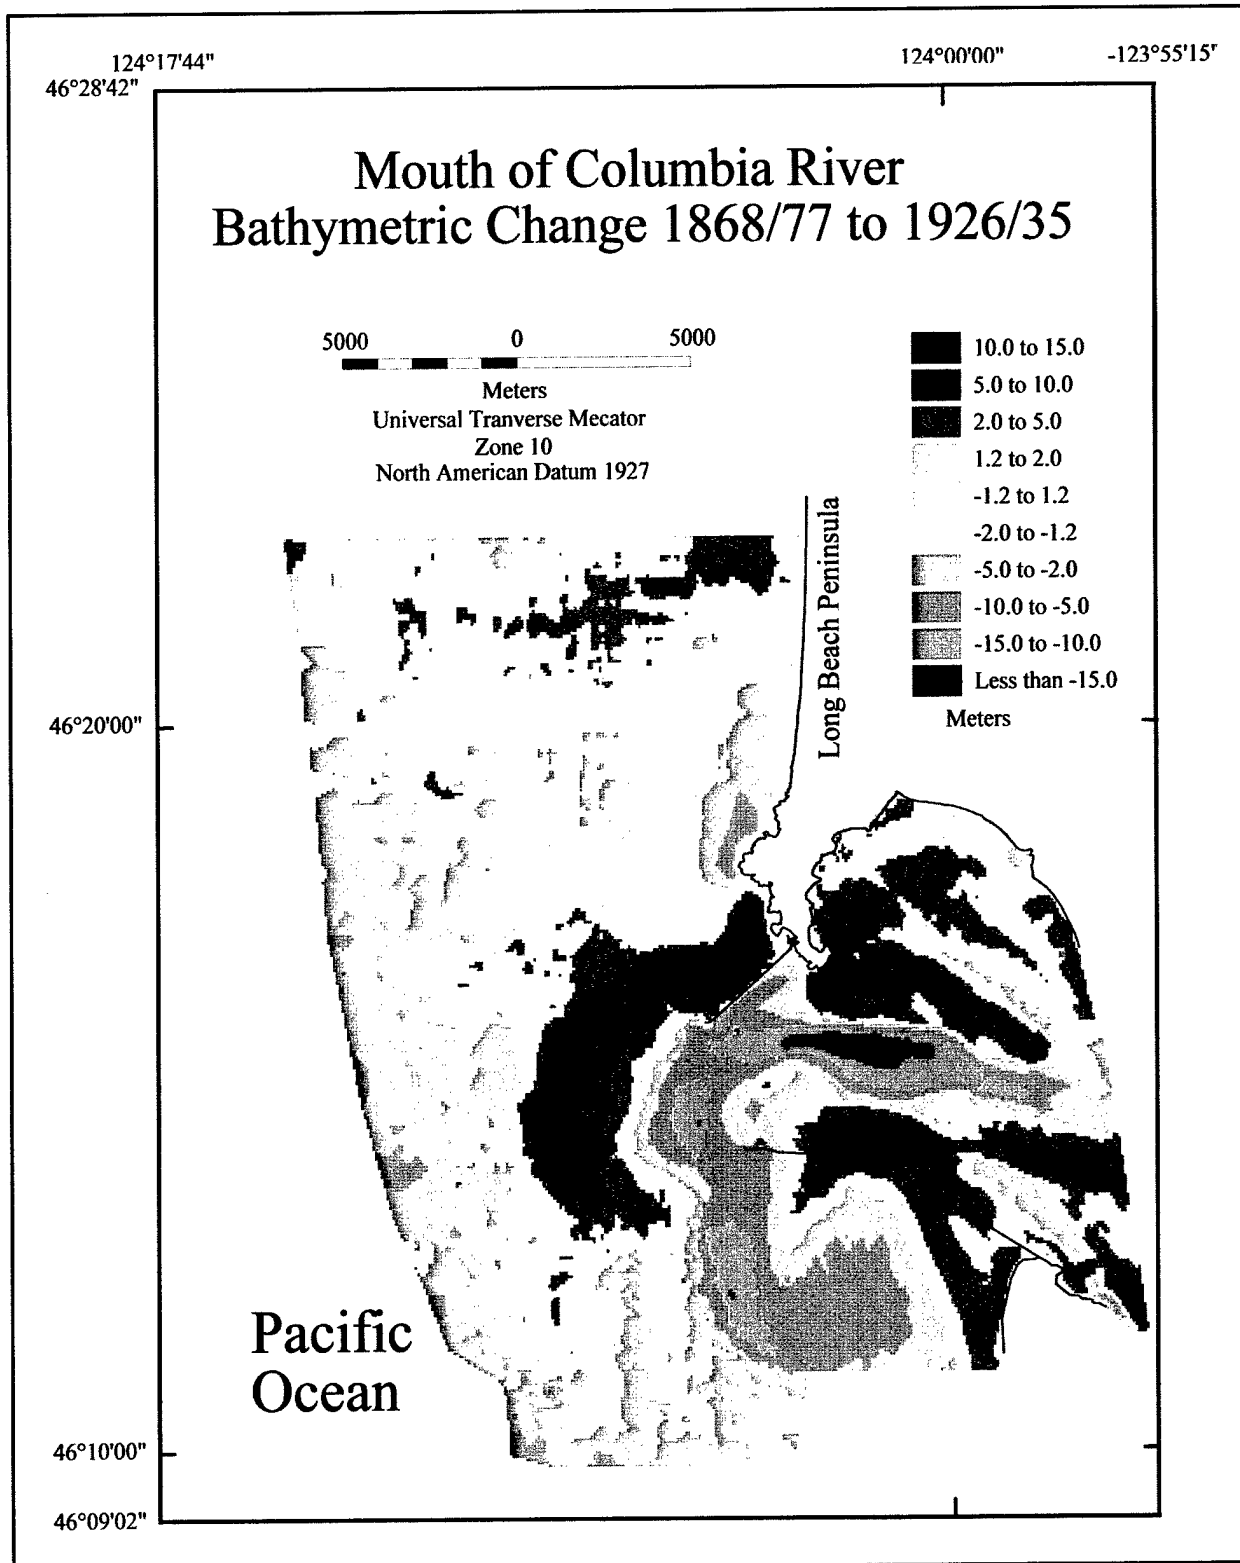 124°17'44" 124°00'00" -123°55'15"
46°28'42"
Mouth of Columbia River
Bathymetric Change 1868/77 to 1926/35
5000 0 5000
Meters
Universal Tranverse Mecator
Zone 10
North American Datum 1927
10.0 to 15.0
5.0 to 10.0
2.0 to 5.0
1.2 to 2.0
-1.2 to 1.2
-2.0 to -1.2
-5.0 to -2.0
-10.0 to -5.0
-15.0 to -10.0
Less than -15.0
Meters
Long Beach Peninsula
46°20'00"
Pacific
Ocean
46°10'00"
46°09'02"